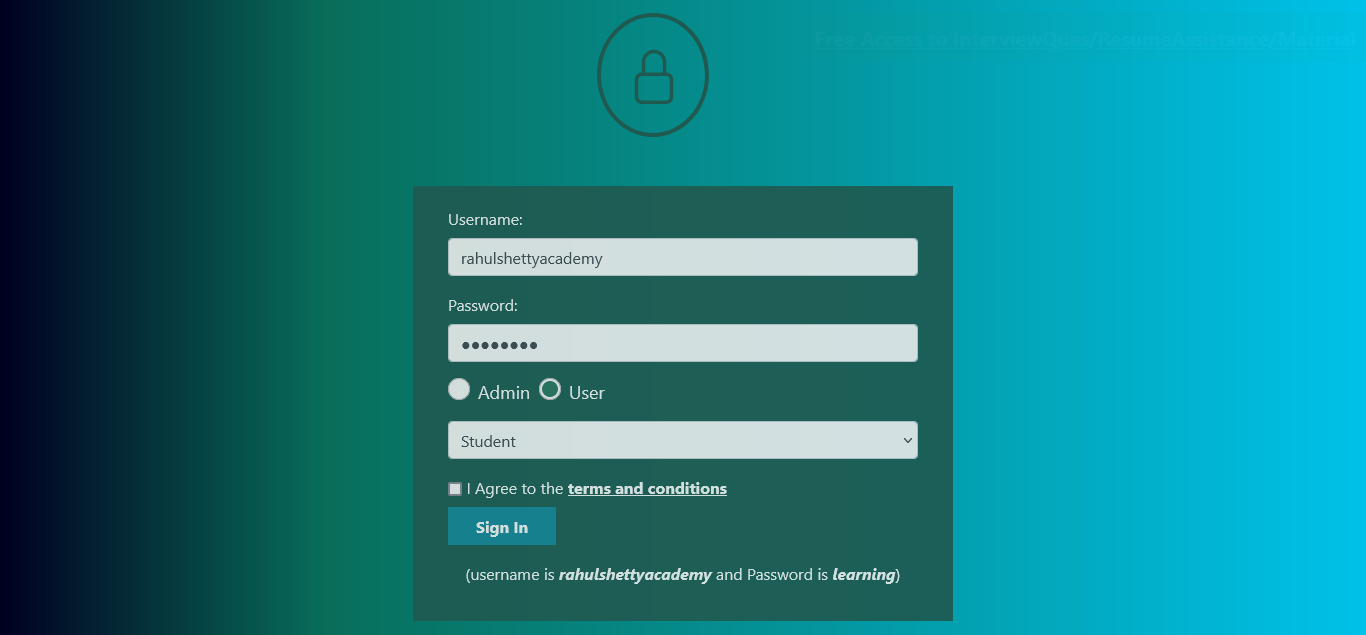 Free Access to InterviewQues/ResumeAssistance/Material
Username:
rahulshettyacademy
Password:
••••••••
Admin User
Student
I Agree to the terms and conditions
Sign In
(username is rahulshettyacademy and Password is learning)